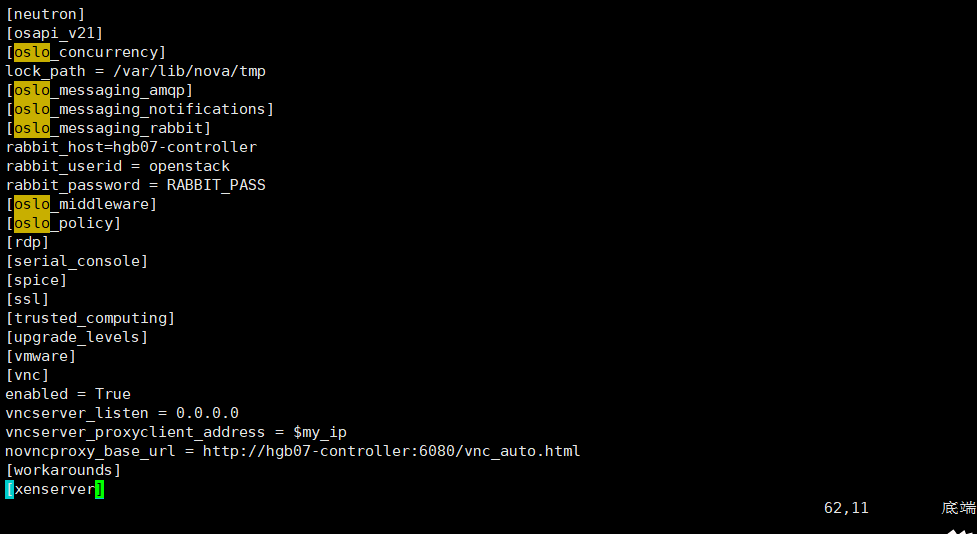 [neutron]
[osapi_v21]
[oslo_concurrency]
lock_path = /var/lib/nova/tmp
[oslo_messaging_amqp]
[oslo_messaging_notifications]
[oslo_messaging_rabbit]
rabbit_host=hgb07-controller
rabbit_userid = openstack
rabbit_password = RABBIT_PASS
[oslo_middleware]
[oslo_policy]
[rdp]
[serial_console]
[spice]
[ssl]
[trusted_computing]
[upgrade_levels]
[vmware]
[vnc]
enabled = True
vncserver_listen = 0.0.0.0
vncserver_proxyclient_address = $my_ip
novncproxy_base_url = http://hgb07-controller:6080/vnc_auto.html
[workarounds]
[xenserver]
62,11 底端